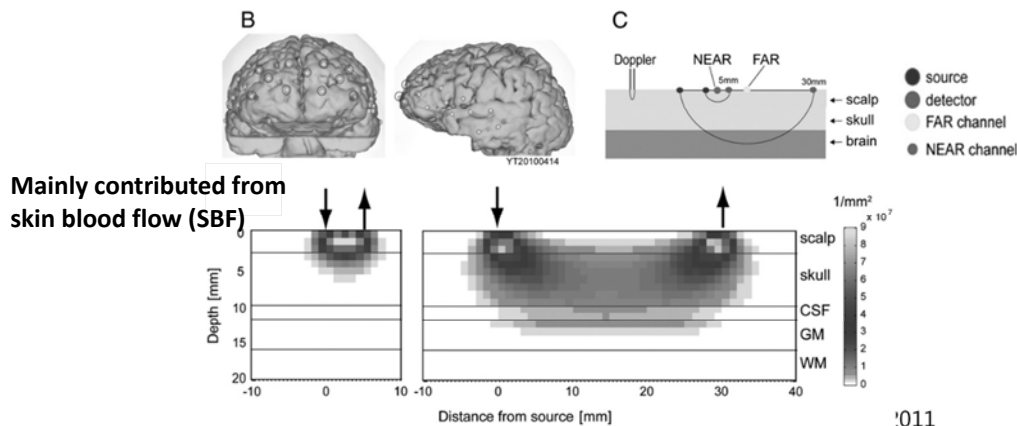 B
C
Doppler
NEAR
FAR
5mm
30mm
scalp
skull
brain
source
detector
FAR channel
NEAR channel
YT20100414
Mainly contributed from
skin blood flow (SBF)
Depth [mm]
0
5
10
15
20
-10
0
10
-10
0
10
20
30
40
scalp
skull
CSF
GM
WM
1/mm²
x 10⁷
9
8
7
6
5
4
3
2
1
0
Distance from source [mm]
2011